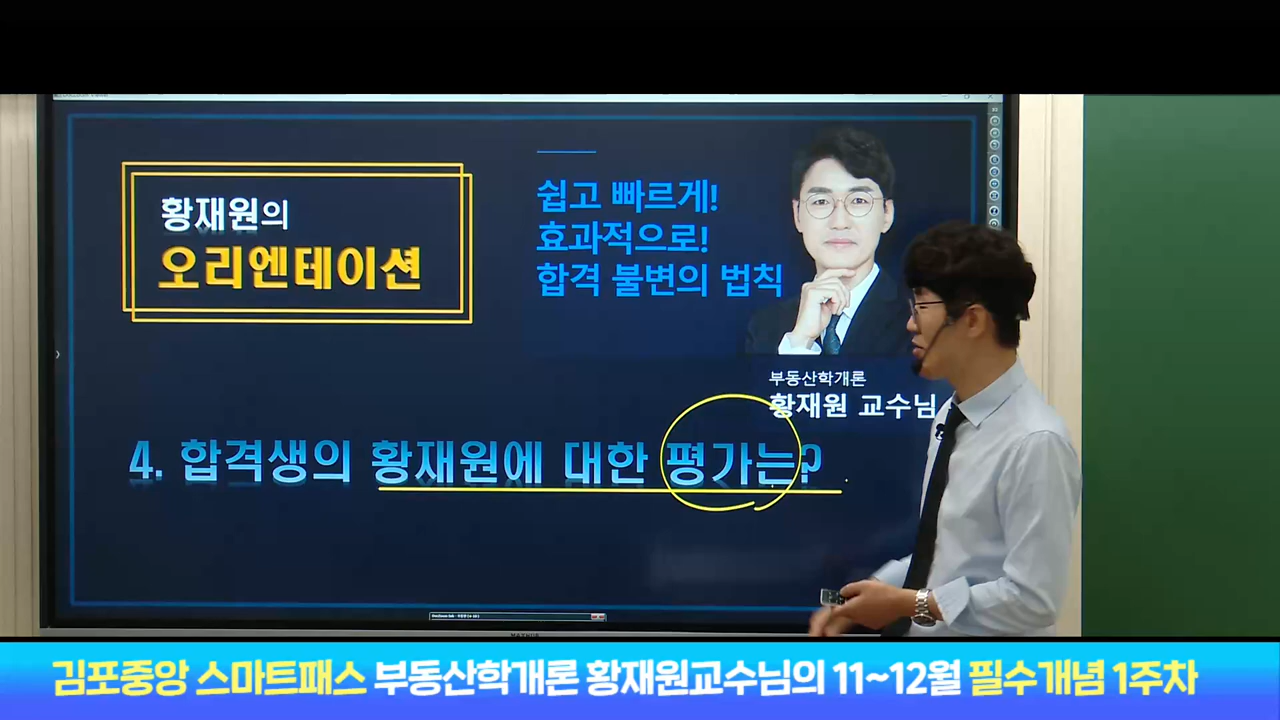 황재원의
오리엔테이션
쉽고 빠르게!
효과적으로!
합격 불변의 법칙
부동산학개론
황재원 교수님
4. 합격생의 황재원에 대한 평가는?
김포중앙 스마트패스 부동산학개론 황재원교수님의 11~12월 필수개념 1주차